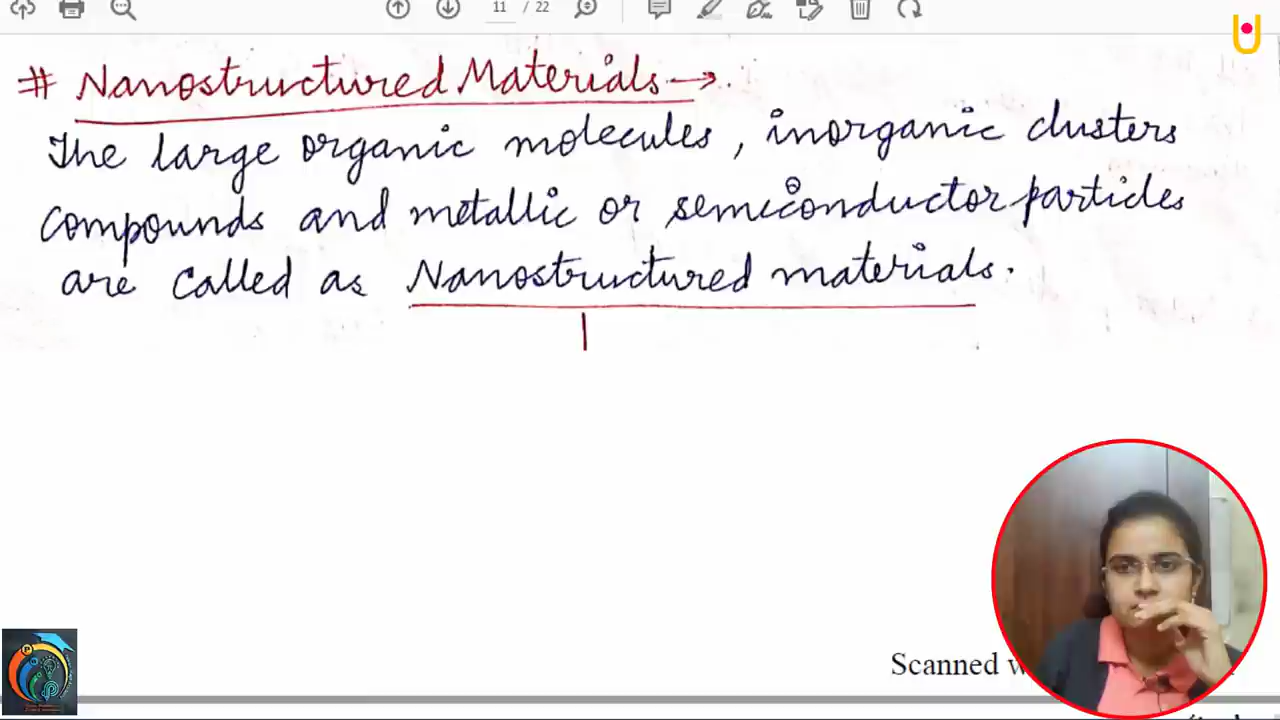 11 / 22
# Nanostructured Materials →
The large organic molecules, inorganic clusters
compounds and metallic or semiconductor particles
are called as Nanostructured materials.
Scanned